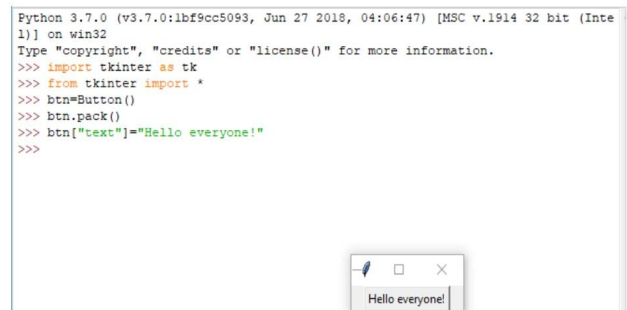 Python 3.7.0 (v3.7.0:1bf9cc5093, Jun 27 2018, 04:06:47) [MSC v.1914 32 bit (Inte
l)] on win32
Type "copyright", "credits" or "license()" for more information.
>>> import tkinter as tk
>>> from tkinter import *
>>> btn=Button()
>>> btn.pack()
>>> btn["text"]="Hello everyone!"
>>>
Hello everyone!